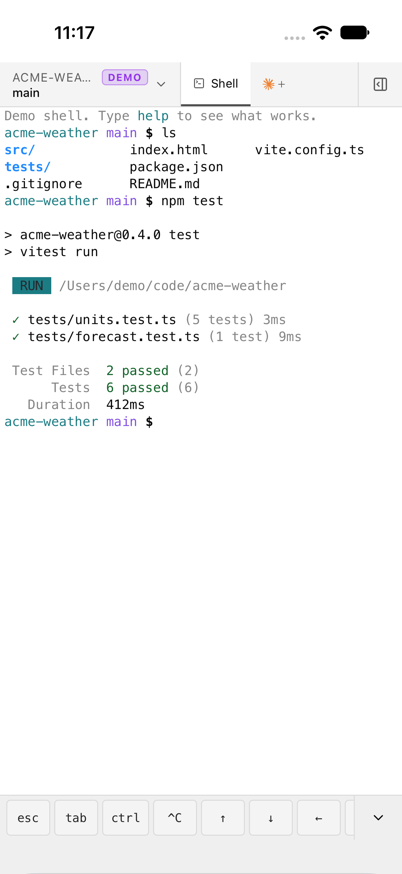 11:17
ACME-WEA... DEMO
main
Shell
+
Demo shell. Type help to see what works.
acme-weather main $ ls
src/ index.html vite.config.ts
tests/ package.json
.gitignore README.md
acme-weather main $ npm test
> acme-weather@0.4.0 test
> vitest run
RUN /Users/demo/code/acme-weather
✓ tests/units.test.ts (5 tests) 3ms
✓ tests/forecast.test.ts (1 test) 9ms
Test Files 2 passed (2)
Tests 6 passed (6)
Duration 412ms
acme-weather main $
esc tab ctrl ^C ↑ ↓ ←